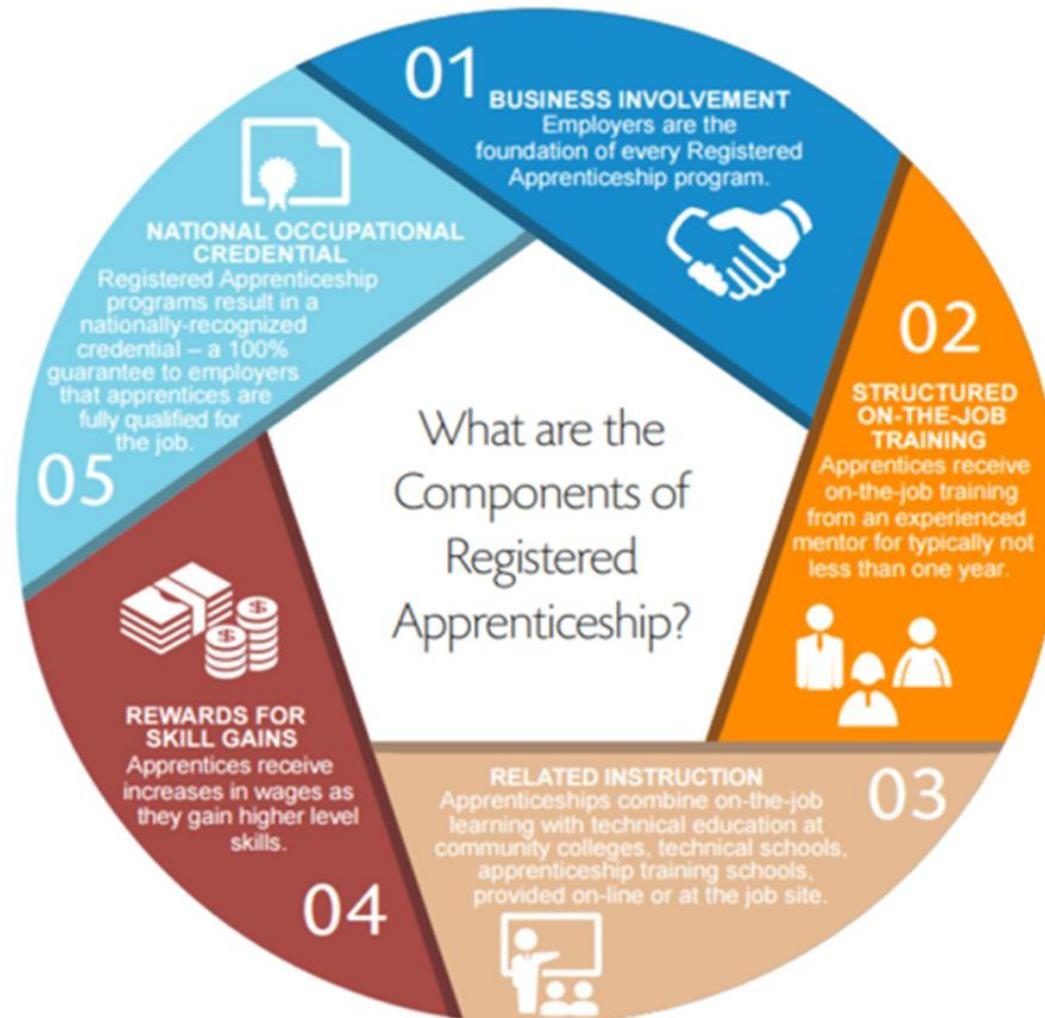 What are the
Components of
Registered
Apprenticeship?
01
BUSINESS INVOLVEMENT
Employers are the
foundation of every Registered
Apprenticeship program.
02
STRUCTURED
ON-THE-JOB
TRAINING
Apprentices receive
on-the-job training
from an experienced
mentor for typically not
less than one year.
03
RELATED INSTRUCTION
Apprenticeships combine on-the-job
learning with technical education at
community colleges, technical schools,
apprenticeship training schools,
provided on-line or at the job site.
04
REWARDS FOR
SKILL GAINS
Apprentices receive
increases in wages as
they gain higher level
skills.
05
NATIONAL OCCUPATIONAL
CREDENTIAL
Registered Apprenticeship
programs result in a
nationally-recognized
credential – a 100%
guarantee to employers
that apprentices are
fully qualified for
the job.
$
$